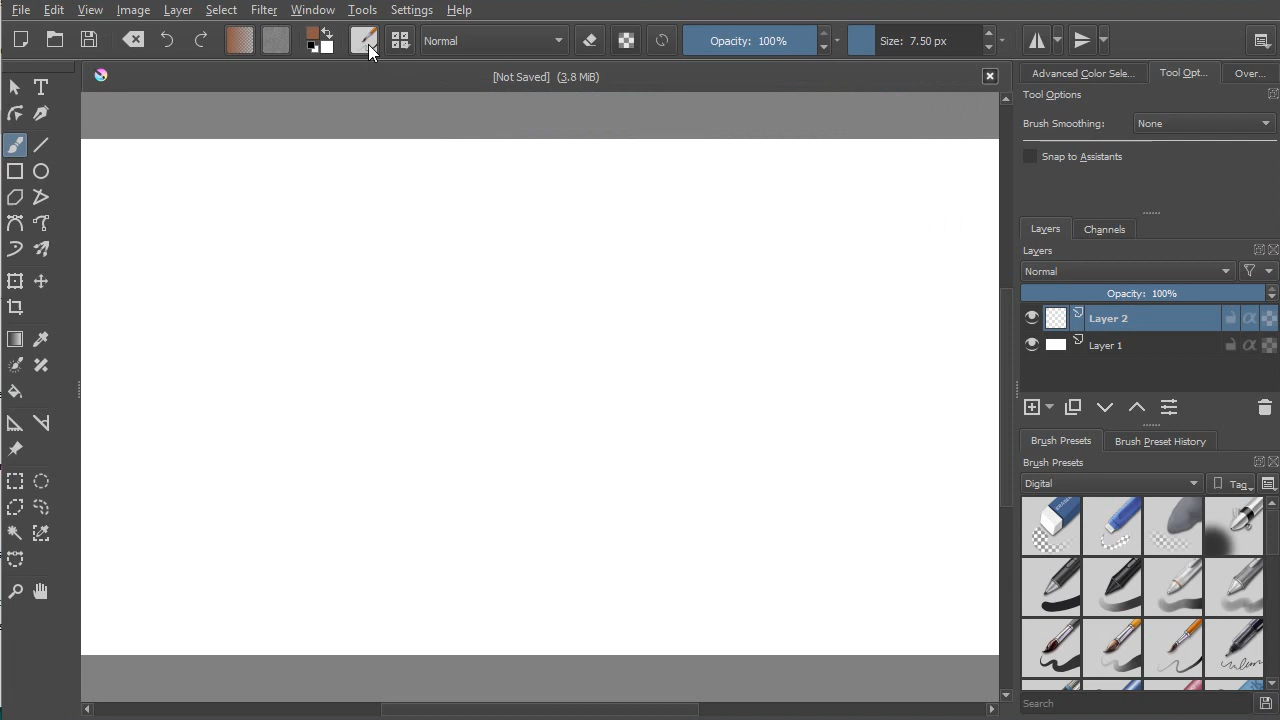 File Edit View Image Layer Select Filter Window Tools Settings Help
Normal Opacity: 100% Size: 7.50 px
[Not Saved] (3.8 MiB)
Advanced Color Sele... Tool Opt... Over...
Tool Options
Brush Smoothing: None
Snap to Assistants
Layers Channels
Layers
Normal
Opacity: 100%
Layer 2
Layer 1
Brush Presets Brush Preset History
Brush Presets
Digital Tag
Search